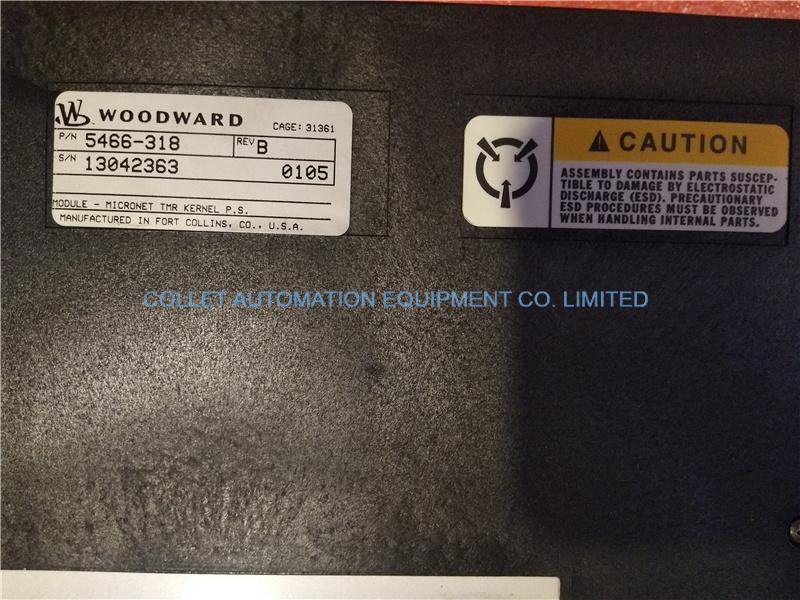 WOODWARD
CAGE: 31361
P/N 5466-318 REV B
S/N 13042363 0105
MODULE - MICRONET TMR KERNEL P.S.
MANUFACTURED IN FORT COLLINS, CO., U.S.A.
CAUTION
ASSEMBLY CONTAINS PARTS SUSCEP-
TIBLE TO DAMAGE BY ELECTROSTATIC
DISCHARGE (ESD). PRECAUTIONARY
ESD PROCEDURES MUST BE OBSERVED
WHEN HANDLING INTERNAL PARTS.
COLLET AUTOMATION EQUIPMENT CO. LIMITED